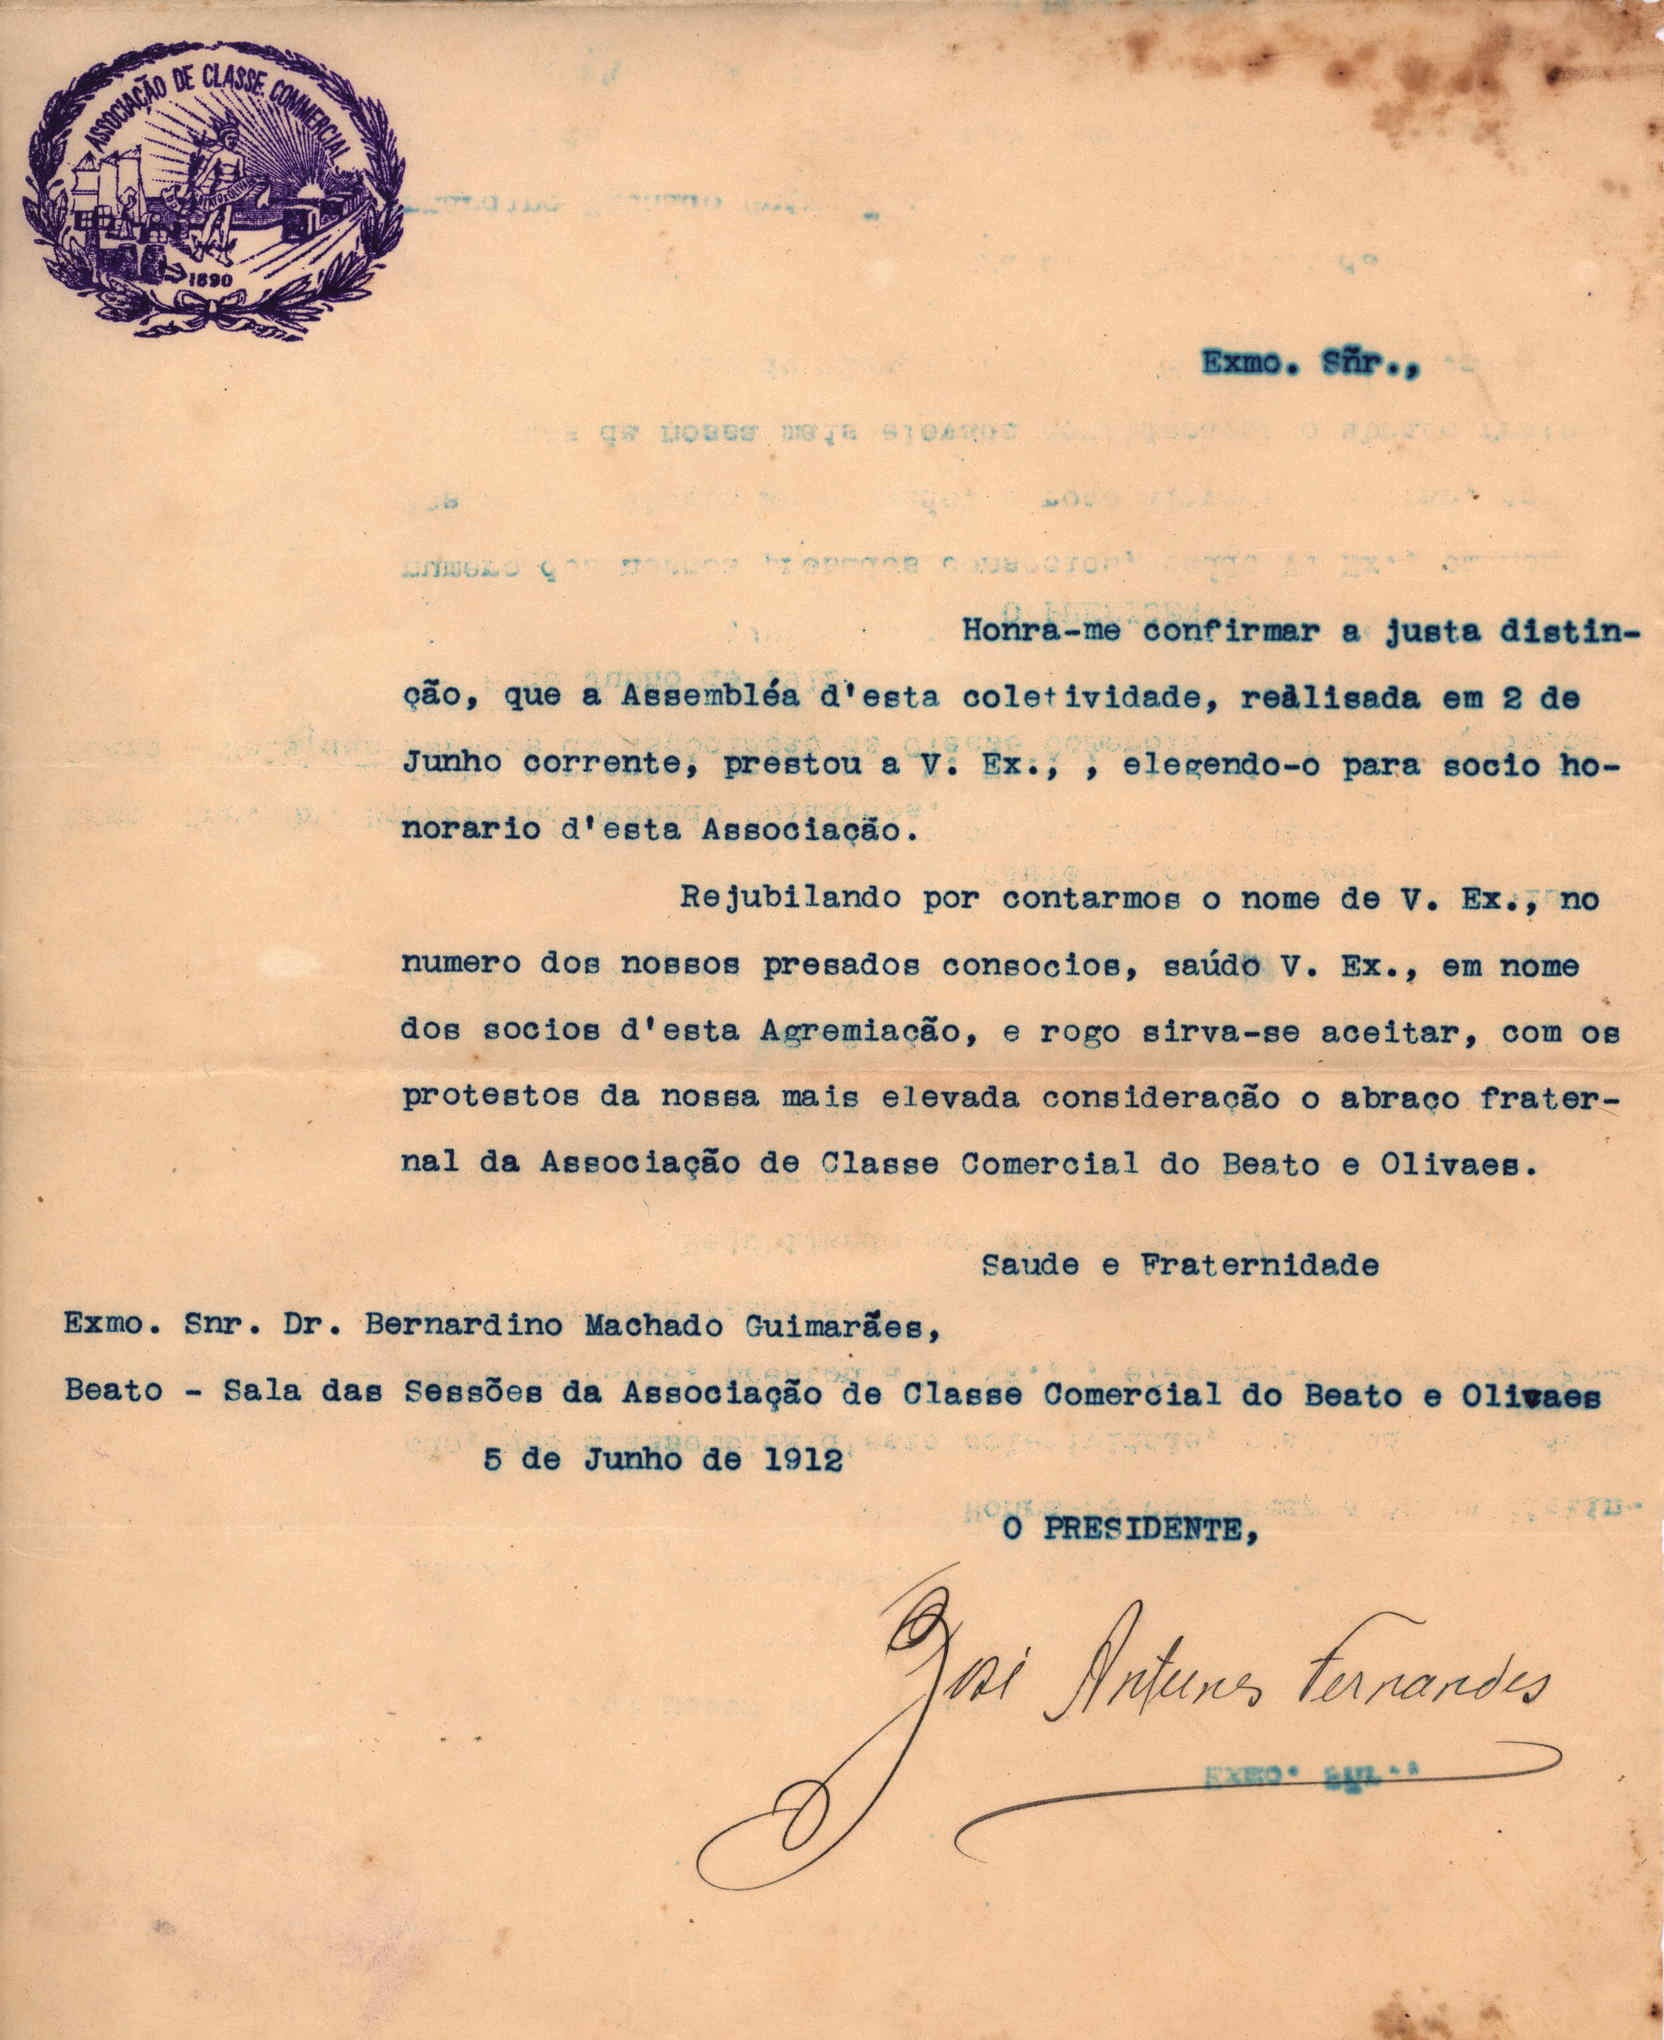 ASSOCIAÇÃO DE CLASSE COMMERCIAL
1890
Exmo. Sñr.,
Honra-me confirmar a justa distin-
ção, que a Assembléa d'esta coletividade, realisada em 2 de
Junho corrente, prestou a V. Ex., , elegendo-o para socio ho-
norario d'esta Associação.
Rejubilando por contarmos o nome de V. Ex., no
numero dos nossos presados consocios, saúdo V. Ex., em nome
dos socios d'esta Agremiação, e rogo sirva-se aceitar, com os
protestos da nossa mais elevada consideração o abraço frater-
nal da Associação de Classe Comercial do Beato e Olivaes.
Saude e Fraternidade
Exmo. Snr. Dr. Bernardino Machado Guimarães,
Beato - Sala das Sessões da Associação de Classe Comercial do Beato e Olivaes
5 de Junho de 1912
O PRESIDENTE,
José Antunes Fernandes